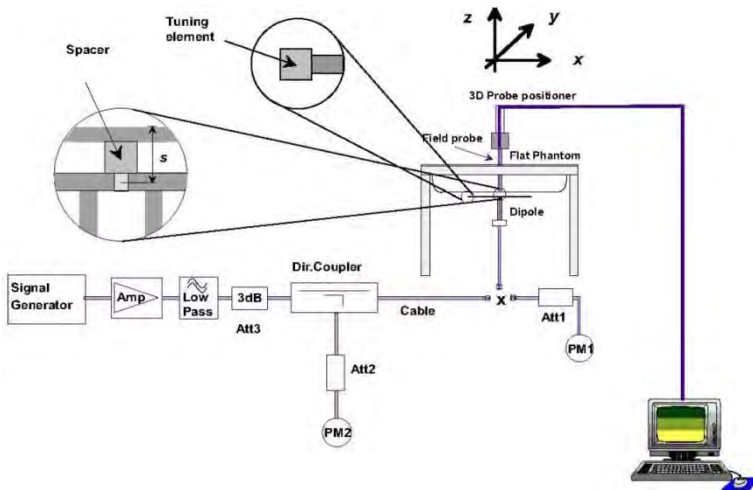 Tuning
element
z
y
x
Spacer
3D Probe positioner
Field probe
Flat Phantom
s
Dipole
Dir.Coupler
Signal
Generator
Amp
Low
Pass
3dB
Att3
Cable
x
Att1
PM1
Att2
PM2